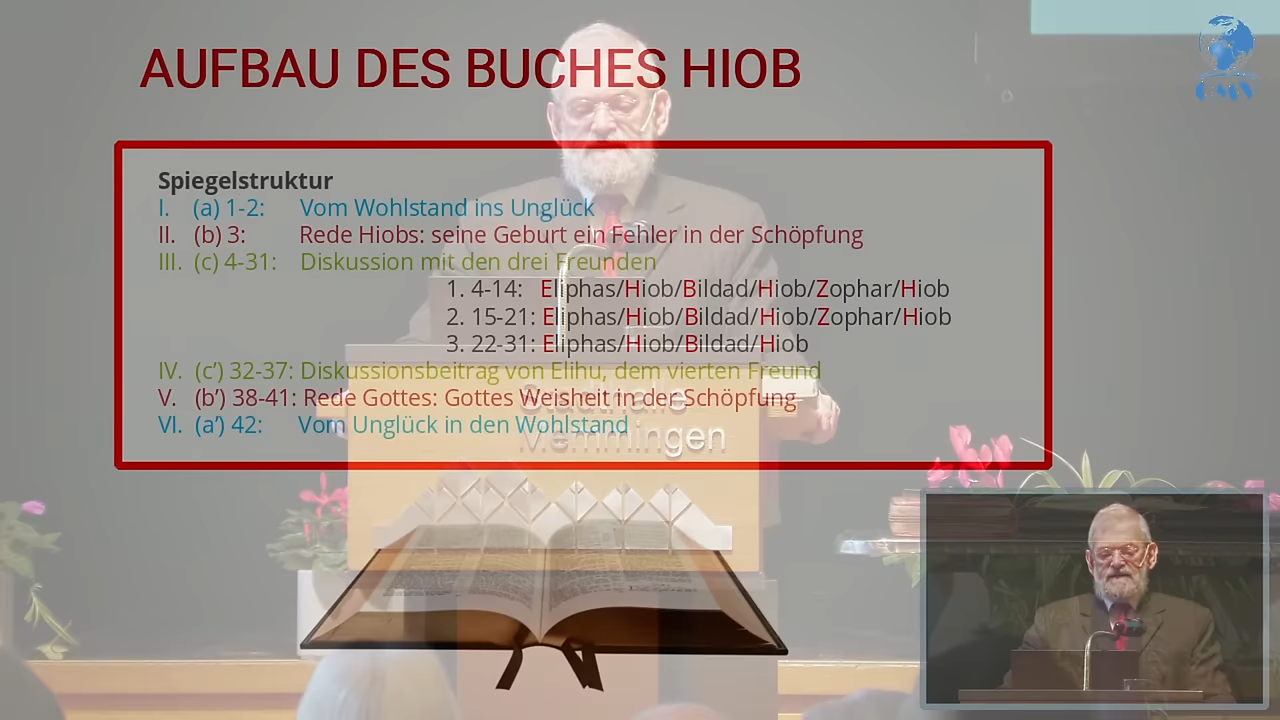 AUFBAU DES BUCHES HIOB
Spiegelstruktur
I. (a) 1-2: Vom Wohlstand ins Unglück
II. (b) 3: Rede Hiobs: seine Geburt ein Fehler in der Schöpfung
III. (c) 4-31: Diskussion mit den drei Freunden
1. 4-14: Eliphas/Hiob/Bildad/Hiob/Zophar/Hiob
2. 15-21: Eliphas/Hiob/Bildad/Hiob/Zophar/Hiob
3. 22-31: Eliphas/Hiob/Bildad/Hiob
IV. (c’) 32-37: Diskussionsbeitrag von Elihu, dem vierten Freund
V. (b’) 38-41: Rede Gottes: Gottes Weisheit in der Schöpfung
VI. (a’) 42: Vom Unglück in den Wohlstand
Stadthalle
Memmingen